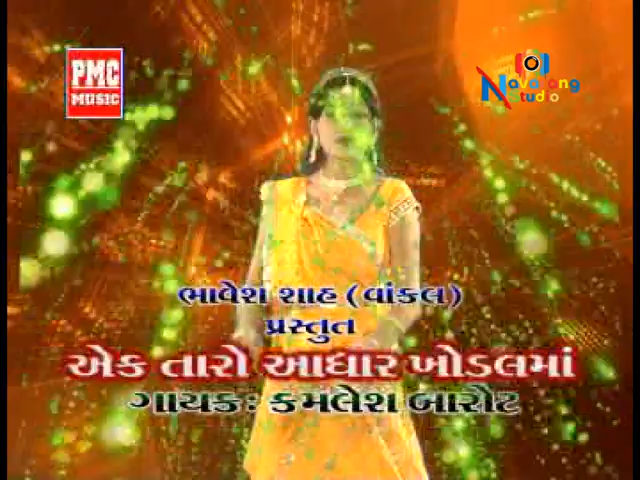 PMC
MUSIC
Navarang
Studio
ભાવેશ શાહ (વાંકલ)
પ્રસ્તુત
એક તારો આધાર ખોડલમાં
ગાયક : કમલેશ બારોટ